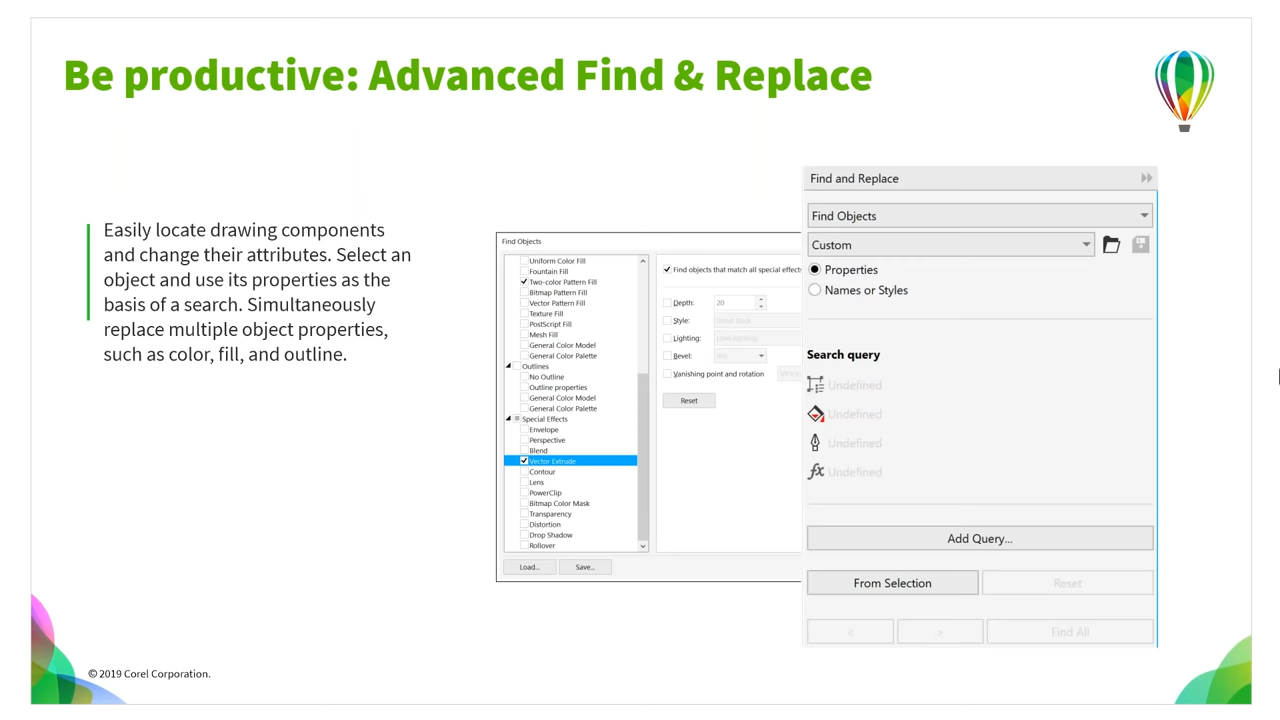 Be productive: Advanced Find & Replace
Easily locate drawing components
and change their attributes. Select an
object and use its properties as the
basis of a search. Simultaneously
replace multiple object properties,
such as color, fill, and outline.
Find Objects
Uniform Color Fill
Fountain Fill
Two-color Pattern Fill
Bitmap Pattern Fill
Vector Pattern Fill
Texture Fill
PostScript Fill
Mesh Fill
General Color Model
General Color Palette
Outlines
No Outline
Outline properties
General Color Model
General Color Palette
Special Effects
Envelope
Perspective
Blend
Vector Extrude
Contour
Lens
PowerClip
Bitmap Color Mask
Transparency
Distortion
Drop Shadow
Rollover
Load...
Save...
Find objects that match all special effects
Depth: 20
Style:
Lighting:
Bevel:
Vanishing point and rotation
Reset
Find and Replace
Find Objects
Custom
Properties
Names or Styles
Search query
Undefined
Undefined
Undefined
fx Undefined
Add Query...
From Selection
Reset
<
>
Find All
© 2019 Corel Corporation.